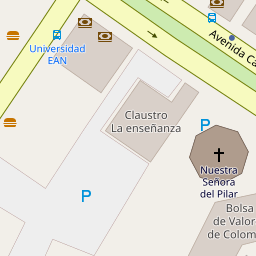 Universidad
EAN
Avenida Ca
Claustro
La enseñanza
P
Nuestra
Señora
del Pilar
P
Bolsa
de Valor
de Colom